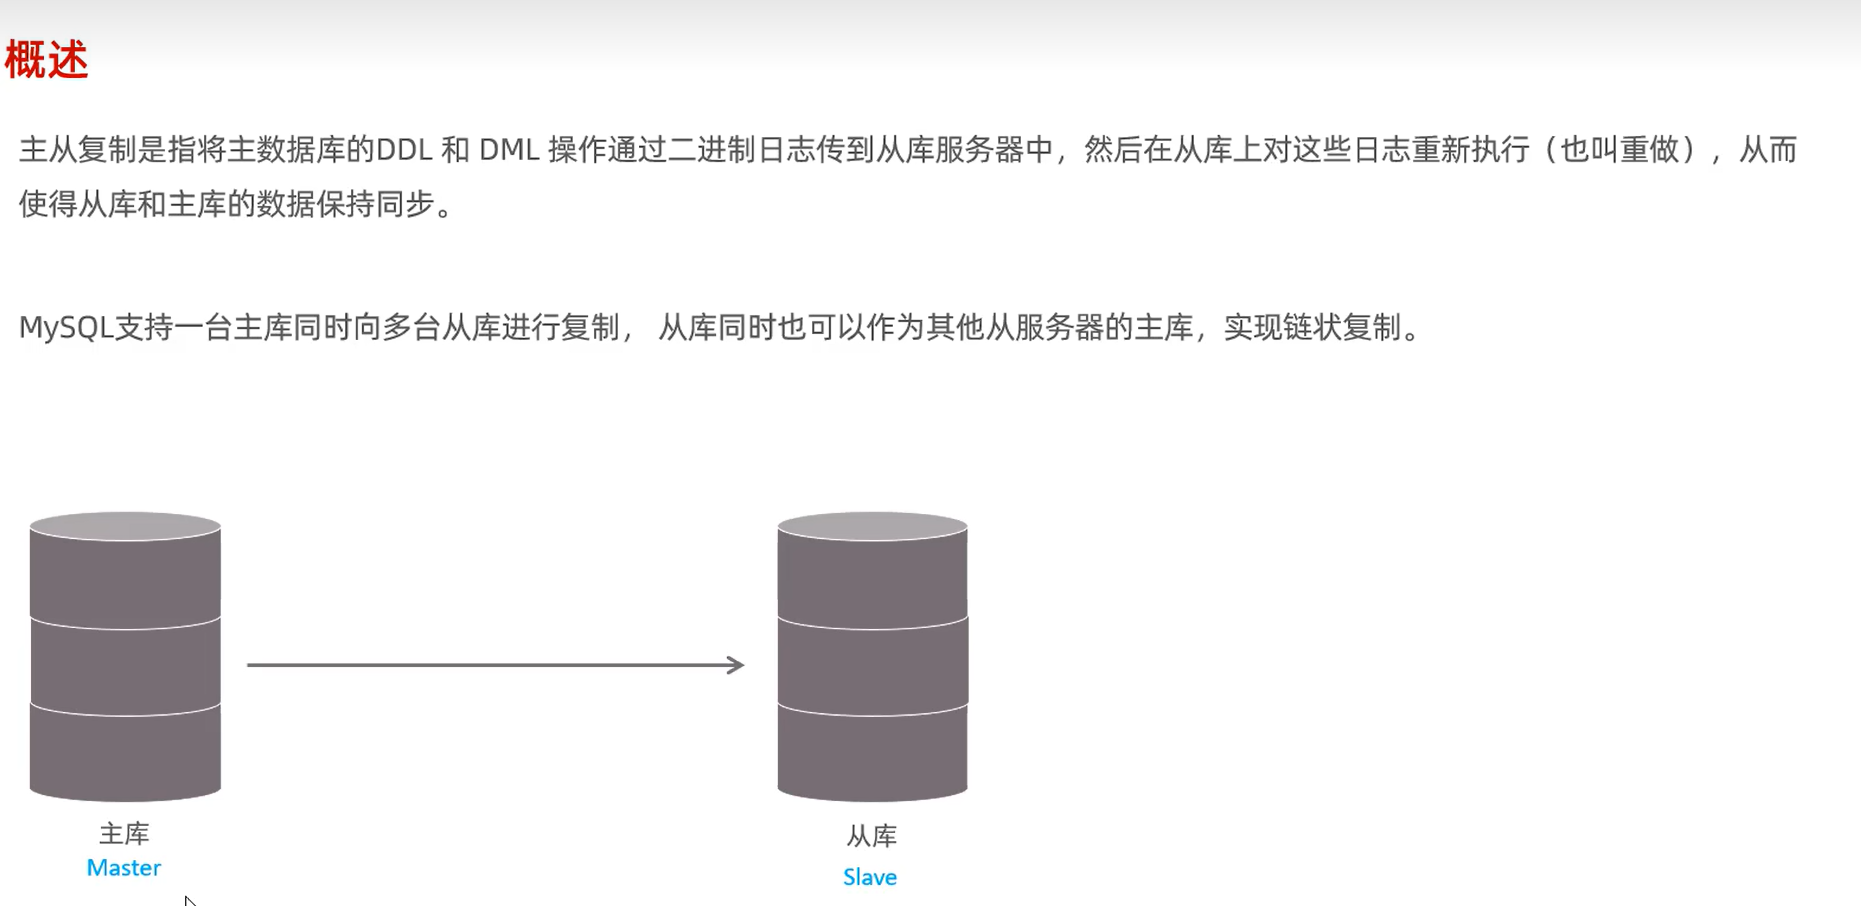 概述
主从复制是指将主数据库的DDL 和 DML 操作通过二进制日志传到从库服务器中，然后在从库上对这些日志重新执行（也叫重做），从而
使得从库和主库的数据保持同步。
MySQL支持一台主库同时向多台从库进行复制， 从库同时也可以作为其他从服务器的主库，实现链状复制。
主库
Master
从库
Slave